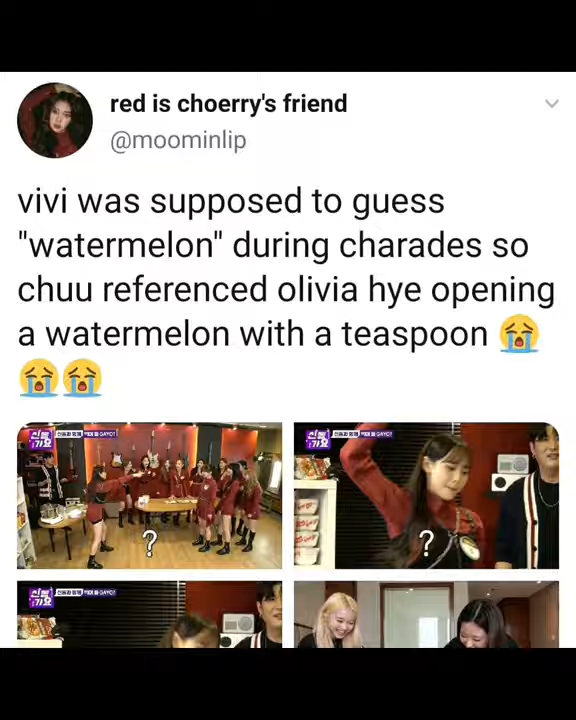 red is choerry's friend
@moominlip
vivi was supposed to guess
"watermelon" during charades so
chuu referenced olivia hye opening
a watermelon with a teaspoon 😭
😭😭
?
?